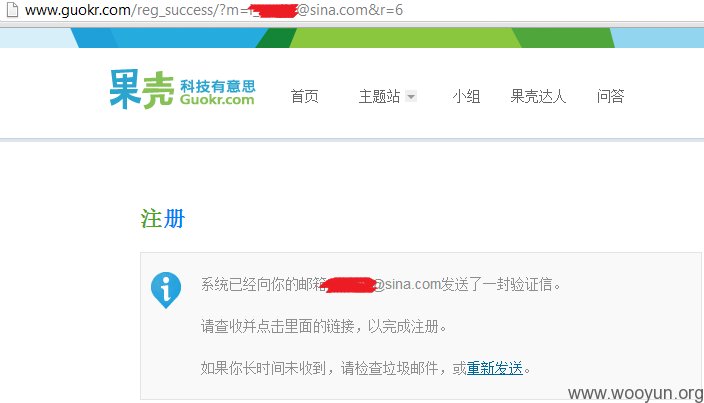 www.guokr.com/reg_success/?m= @sina.com&r=6
果壳 科技有意思
Guokr.com
首页 主题站 小组 果壳达人 问答
注册
系统已经向你的邮箱 @sina.com发送了一封验证信。
请查收并点击里面的链接，以完成注册。
如果你长时间未收到，请检查垃圾邮件，或重新发送。
www.wooyun.org